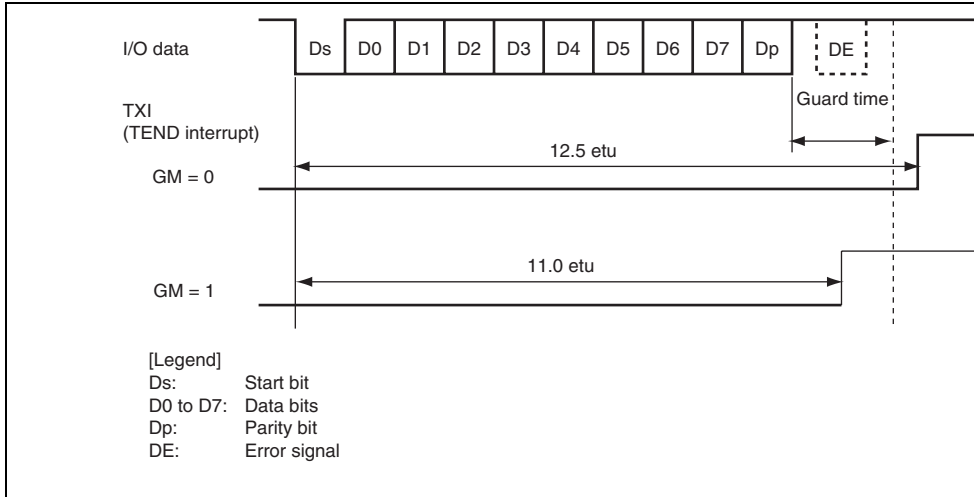 I/O data
Ds D0 D1 D2 D3 D4 D5 D6 D7 Dp DE
Guard time
TXI
(TEND interrupt)
12.5 etu
GM = 0
11.0 etu
GM = 1
[Legend]
Ds: Start bit
D0 to D7: Data bits
Dp: Parity bit
DE: Error signal